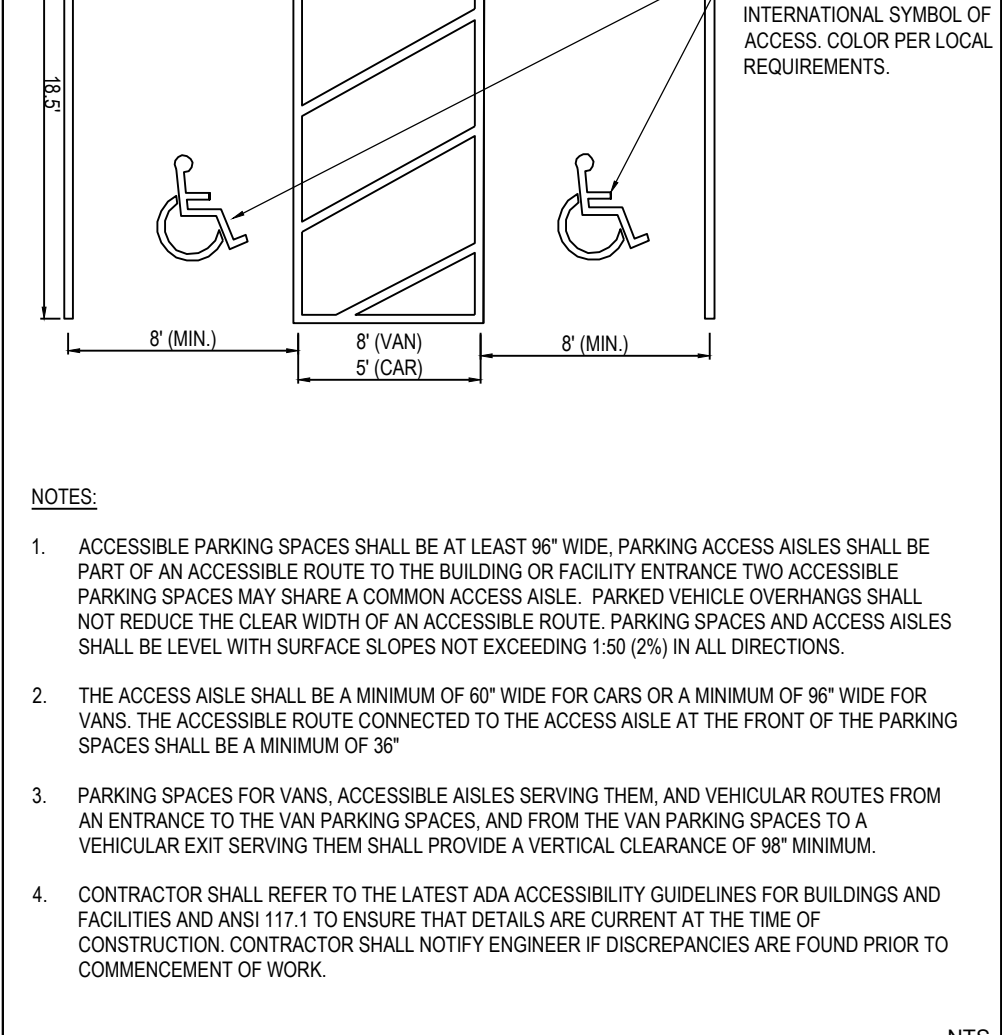 INTERNATIONAL SYMBOL OF
ACCESS. COLOR PER LOCAL
REQUIREMENTS.
18.5'
8' (MIN.)
8' (VAN)
5' (CAR)
8' (MIN.)
NOTES:
1. ACCESSIBLE PARKING SPACES SHALL BE AT LEAST 96" WIDE, PARKING ACCESS AISLES SHALL BE
PART OF AN ACCESSIBLE ROUTE TO THE BUILDING OR FACILITY ENTRANCE TWO ACCESSIBLE
PARKING SPACES MAY SHARE A COMMON ACCESS AISLE. PARKED VEHICLE OVERHANGS SHALL
NOT REDUCE THE CLEAR WIDTH OF AN ACCESSIBLE ROUTE. PARKING SPACES AND ACCESS AISLES
SHALL BE LEVEL WITH SURFACE SLOPES NOT EXCEEDING 1:50 (2%) IN ALL DIRECTIONS.
2. THE ACCESS AISLE SHALL BE A MINIMUM OF 60" WIDE FOR CARS OR A MINIMUM OF 96" WIDE FOR
VANS. THE ACCESSIBLE ROUTE CONNECTED TO THE ACCESS AISLE AT THE FRONT OF THE PARKING
SPACES SHALL BE A MINIMUM OF 36"
3. PARKING SPACES FOR VANS, ACCESSIBLE AISLES SERVING THEM, AND VEHICULAR ROUTES FROM
AN ENTRANCE TO THE VAN PARKING SPACES, AND FROM THE VAN PARKING SPACES TO A
VEHICULAR EXIT SERVING THEM SHALL PROVIDE A VERTICAL CLEARANCE OF 98" MINIMUM.
4. CONTRACTOR SHALL REFER TO THE LATEST ADA ACCESSIBILITY GUIDELINES FOR BUILDINGS AND
FACILITIES AND ANSI 117.1 TO ENSURE THAT DETAILS ARE CURRENT AT THE TIME OF
CONSTRUCTION. CONTRACTOR SHALL NOTIFY ENGINEER IF DISCREPANCIES ARE FOUND PRIOR TO
COMMENCEMENT OF WORK.
NTS